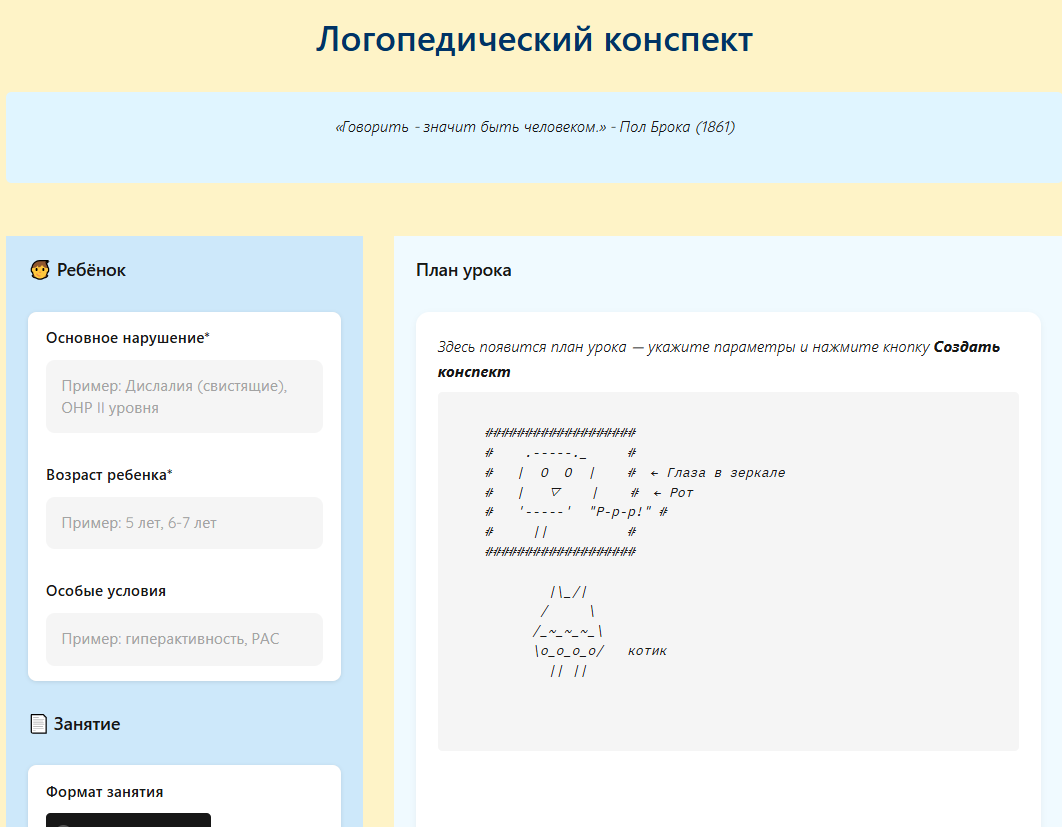 Логопедический конспект
«Говорить - значит быть человеком.» - Пол Брока (1861)
🧒 Ребёнок
Основное нарушение*
Пример: Дислалия (свистящие),
ОНР II уровня
Возраст ребенка*
Пример: 5 лет, 6-7 лет
Особые условия
Пример: гиперактивность, РАС
📄 Занятие
Формат занятия
План урока
Здесь появится план урока — укажите параметры и нажмите кнопку Создать
конспект
###################
#    .-----._     #
#   |  O  O  |    #  ← Глаза в зеркале
#   |   ▽    |    #  ← Рот
#   '-----'  "Р-р-р!" #
#     ||          #
###################
|\_/|
/     \
/_~_~_~_\
\o_o_o_o/   котик
|| ||